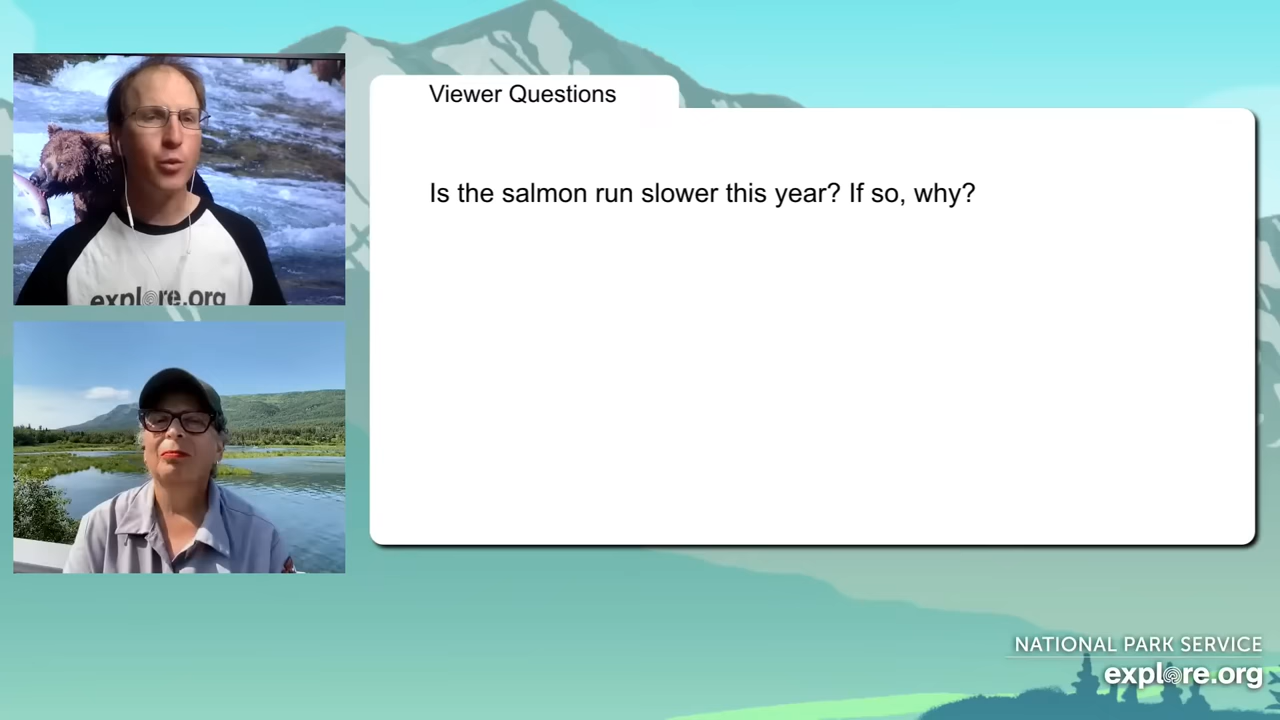 Viewer Questions
Is the salmon run slower this year? If so, why?
explore.org
NATIONAL PARK SERVICE
explore.org